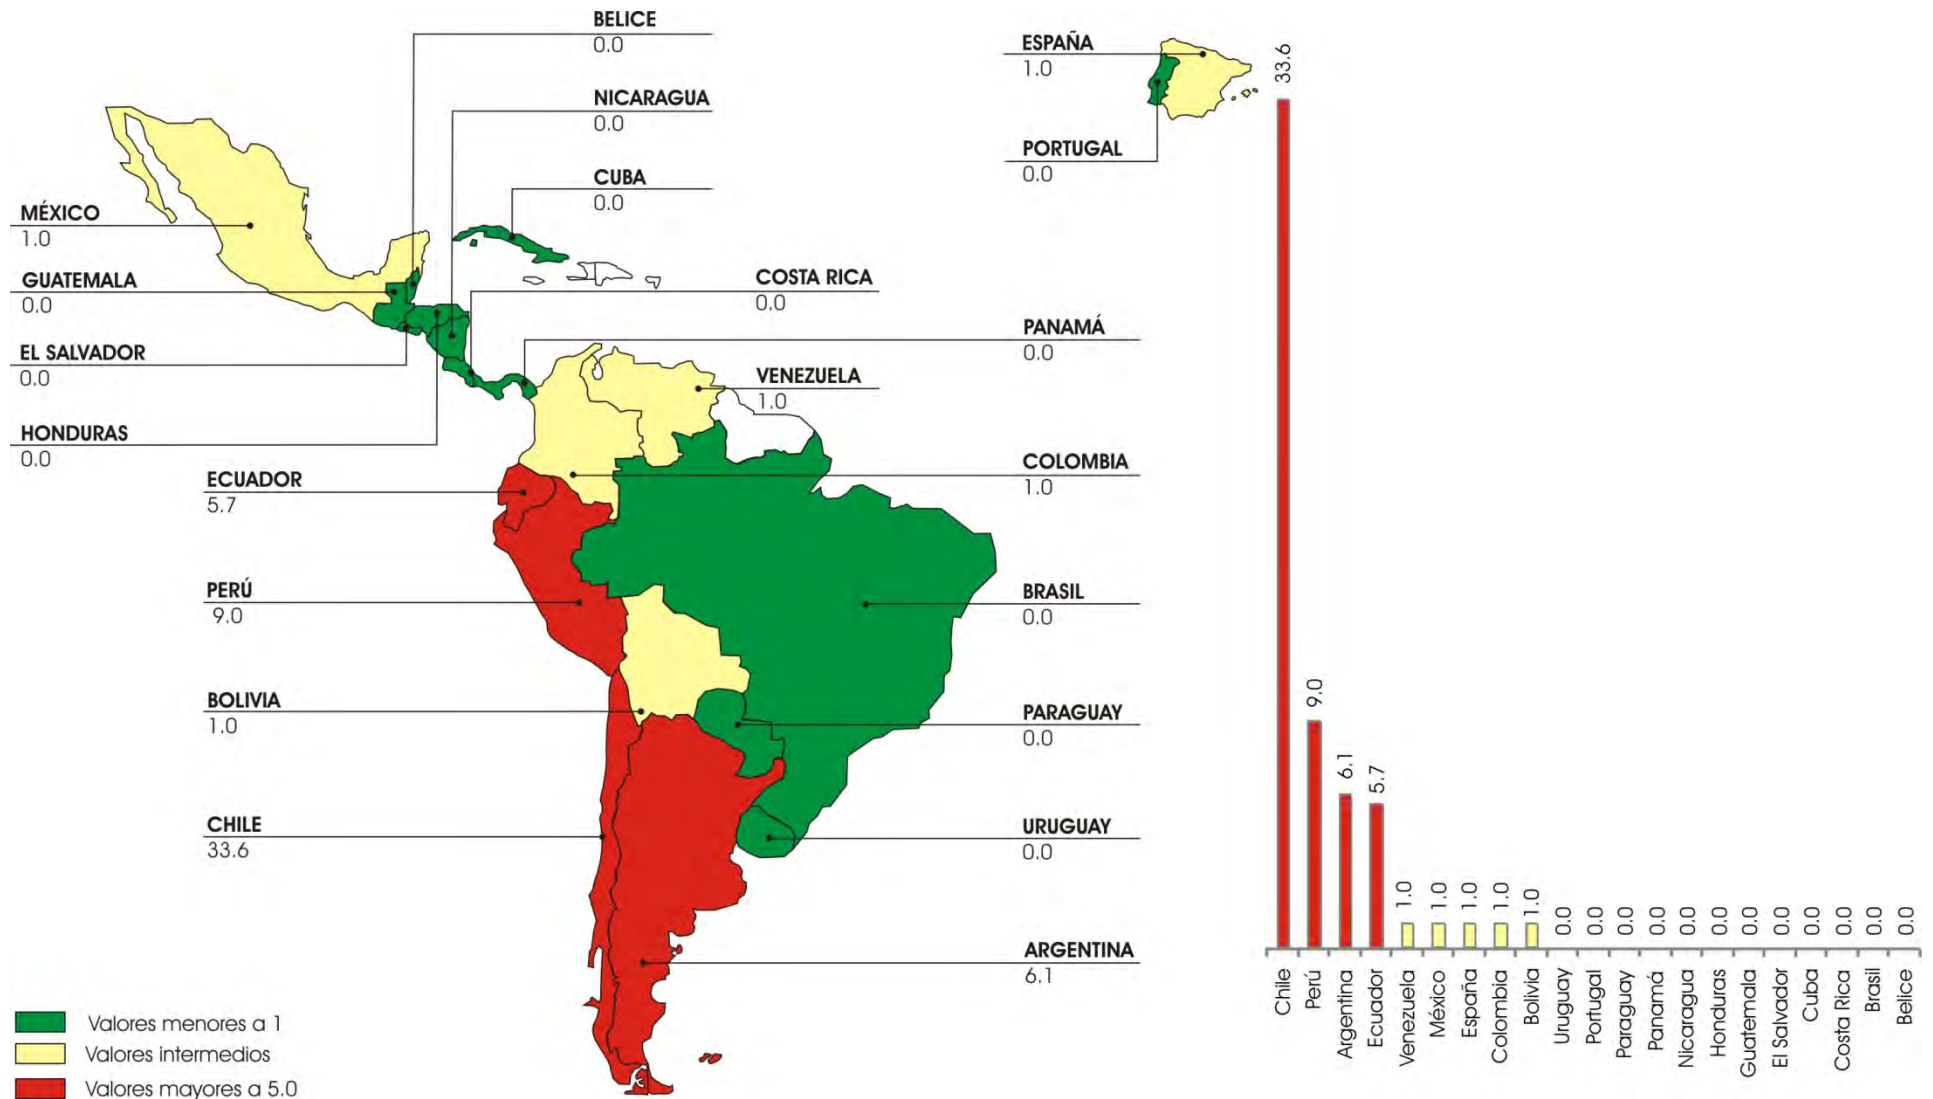 BELICE
0.0
NICARAGUA
0.0
CUBA
0.0
MÉXICO
1.0
GUATEMALA
0.0
EL SALVADOR
0.0
HONDURAS
0.0
COSTA RICA
0.0
PANAMÁ
0.0
VENEZUELA
1.0
COLOMBIA
1.0
ECUADOR
5.7
PERÚ
9.0
BRASIL
0.0
BOLIVIA
1.0
PARAGUAY
0.0
CHILE
33.6
URUGUAY
0.0
ARGENTINA
6.1
ESPAÑA
1.0
PORTUGAL
0.0
Valores menores a 1
Valores intermedios
Valores mayores a 5.0
33.6
9.0
6.1
5.7
1.0
1.0
1.0
1.0
1.0
0.0
0.0
0.0
0.0
0.0
0.0
0.0
0.0
0.0
0.0
0.0
0.0
Chile
Perú
Argentina
Ecuador
Venezuela
México
España
Colombia
Bolivia
Uruguay
Portugal
Paraguay
Panamá
Nicaragua
Honduras
Guatemala
El Salvador
Cuba
Costa Rica
Brasil
Belice